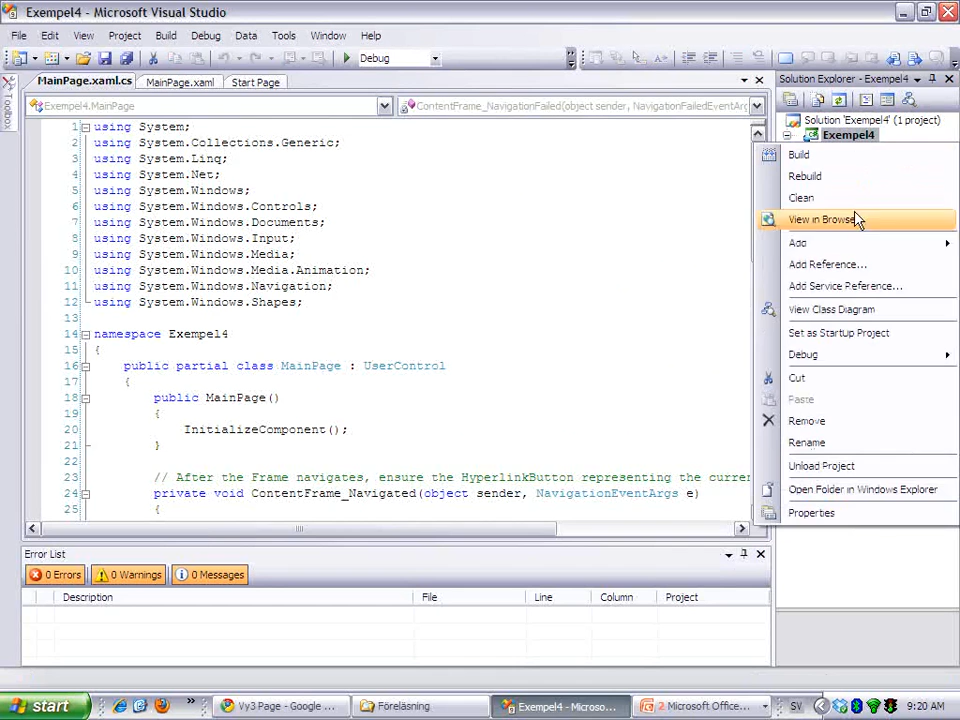 Exempel4 - Microsoft Visual Studio
File Edit View Project Build Debug Data Tools Window Help
Debug
Toolbox
MainPage.xaml.cs MainPage.xaml Start Page
Exempel4.MainPage
ContentFrame_NavigationFailed(object sender, NavigationFailedEventArg
1 using System;
2 using System.Collections.Generic;
3 using System.Linq;
4 using System.Net;
5 using System.Windows;
6 using System.Windows.Controls;
7 using System.Windows.Documents;
8 using System.Windows.Input;
9 using System.Windows.Media;
10 using System.Windows.Media.Animation;
11 using System.Windows.Navigation;
12 using System.Windows.Shapes;
13
14 namespace Exempel4
15 {
16 public partial class MainPage : UserControl
17 {
18 public MainPage()
19 {
20 InitializeComponent();
21 }
22
23 // After the Frame navigates, ensure the HyperlinkButton representing the curren
24 private void ContentFrame_Navigated(object sender, NavigationEventArgs e)
25 {
Solution Explorer - Exempel4
Solution 'Exempel4' (1 project)
Exempel4
Build
Rebuild
Clean
View in Browser
Add
Add Reference...
Add Service Reference...
View Class Diagram
Set as Startup Project
Debug
Cut
Paste
Remove
Rename
Unload Project
Open Folder in Windows Explorer
Properties
Error List
0 Errors 0 Warnings 0 Messages
Description File Line Column Project
start
Vy3 Page - Google ...
Föreläsning
Exempel4 - Microso...
2 Microsoft Office...
SV
9:20 AM